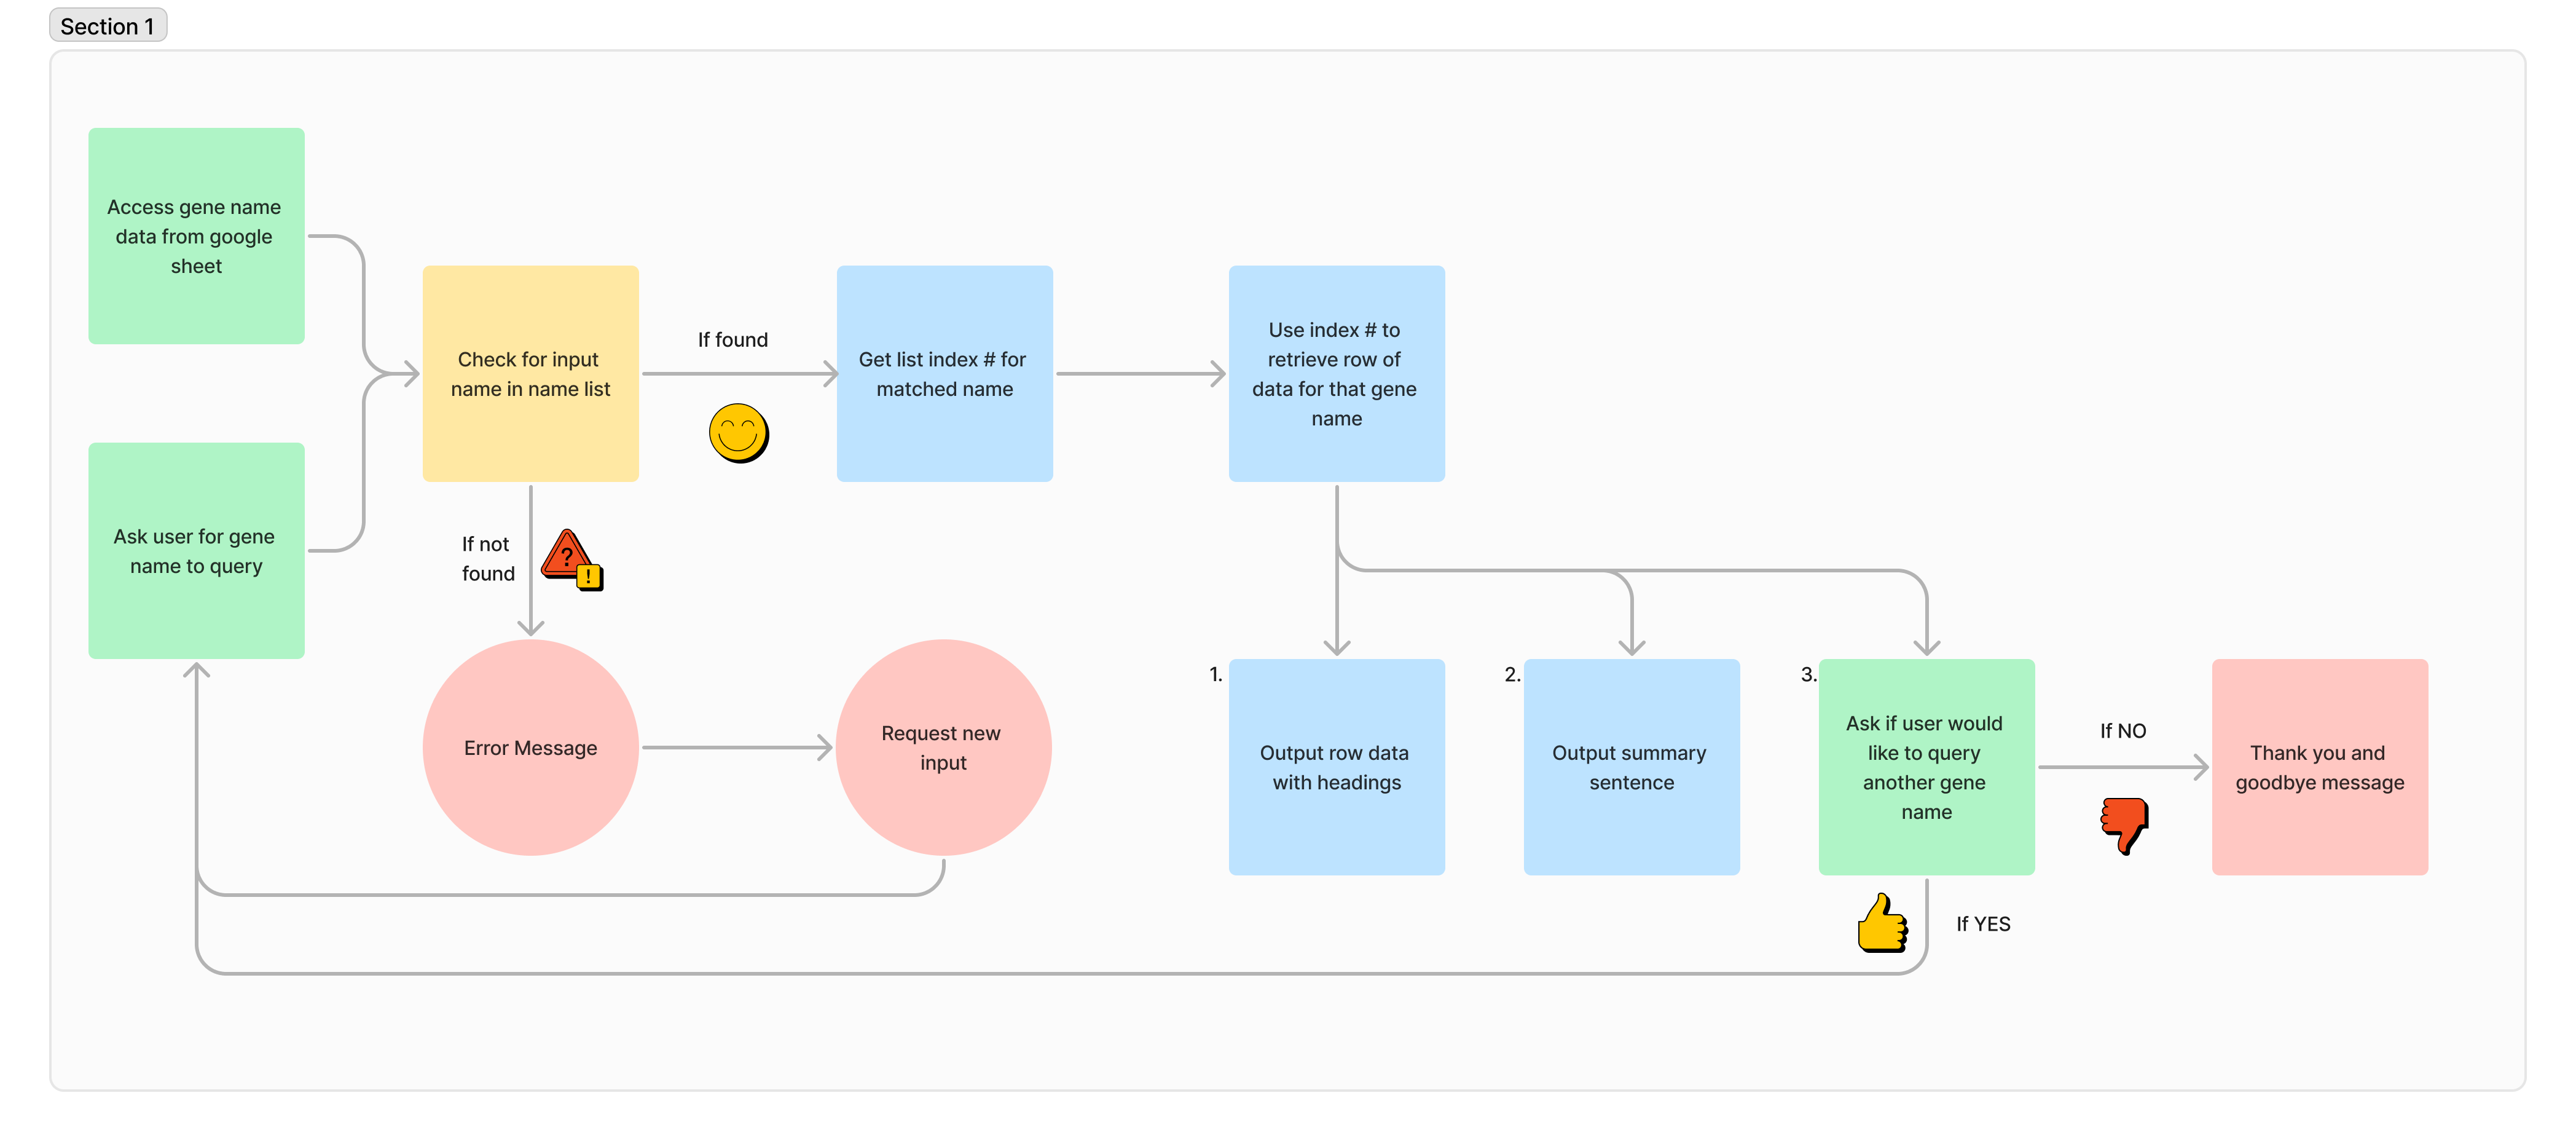 Section 1
Access gene name
data from google
sheet
Ask user for gene
name to query
Check for input
name in name list
If found
Get list index # for
matched name
Use index # to
retrieve row of
data for that gene
name
If not
found
?
!
Error Message
Request new
input
1.
Output row data
with headings
2.
Output summary
sentence
3.
Ask if user would
like to query
another gene
name
If NO
Thank you and
goodbye message
If YES